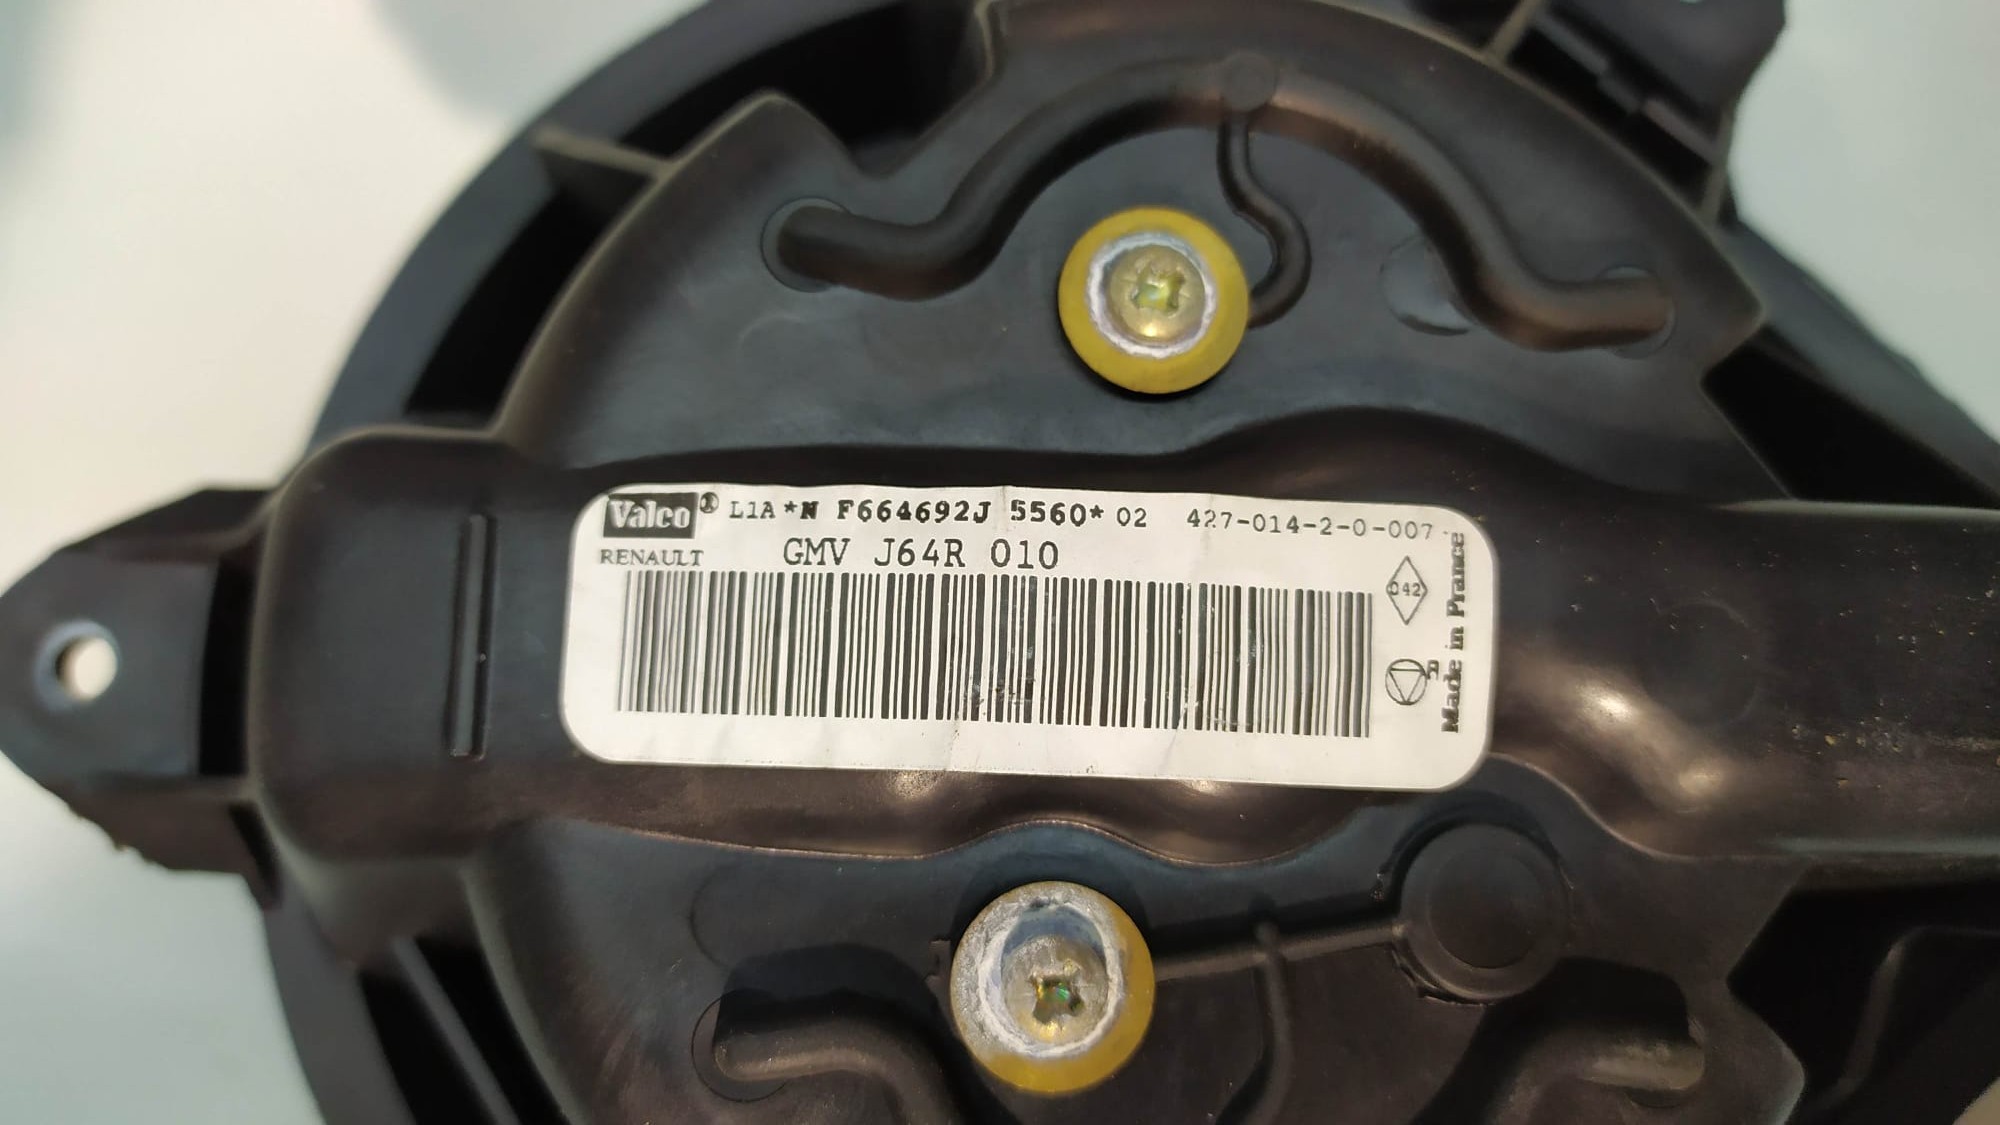 Valeo® L1A *N F664692J 5560* 02 427-014-2-0-007
RENAULT GMV J64R 010
042
Made in France